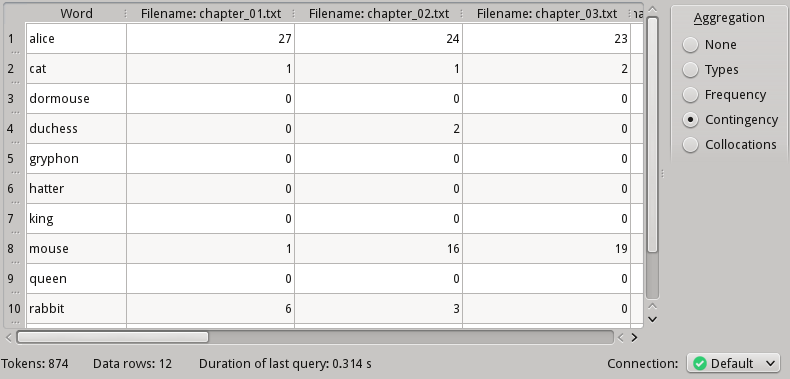 Word Filename: chapter_01.txt Filename: chapter_02.txt Filename: chapter_03.txt
Aggregation
1 alice 27 24 23
None
2 cat 1 1 2
Types
3 dormouse 0 0 0
Frequency
4 duchess 0 2 0
Contingency
5 gryphon 0 0 0
Collocations
6 hatter 0 0 0
7 king 0 0 0
8 mouse 1 16 19
9 queen 0 0 0
10 rabbit 6 3 0
Tokens: 874 Data rows: 12 Duration of last query: 0.314 s Connection: Default